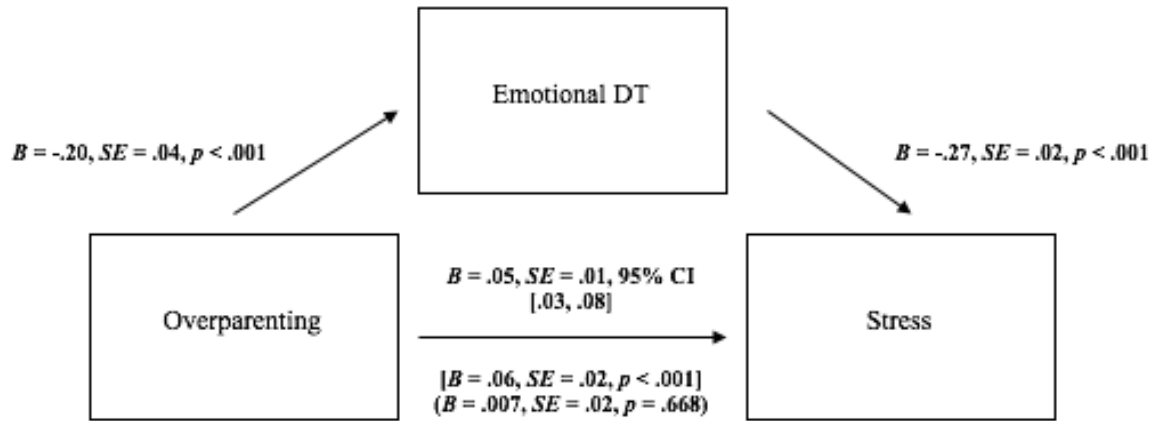 Emotional DT
B = -.20, SE = .04, p < .001
B = -.27, SE = .02, p < .001
Overparenting
B = .05, SE = .01, 95% CI
[.03, .08]
[B = .06, SE = .02, p < .001]
(B = .007, SE = .02, p = .668)
Stress